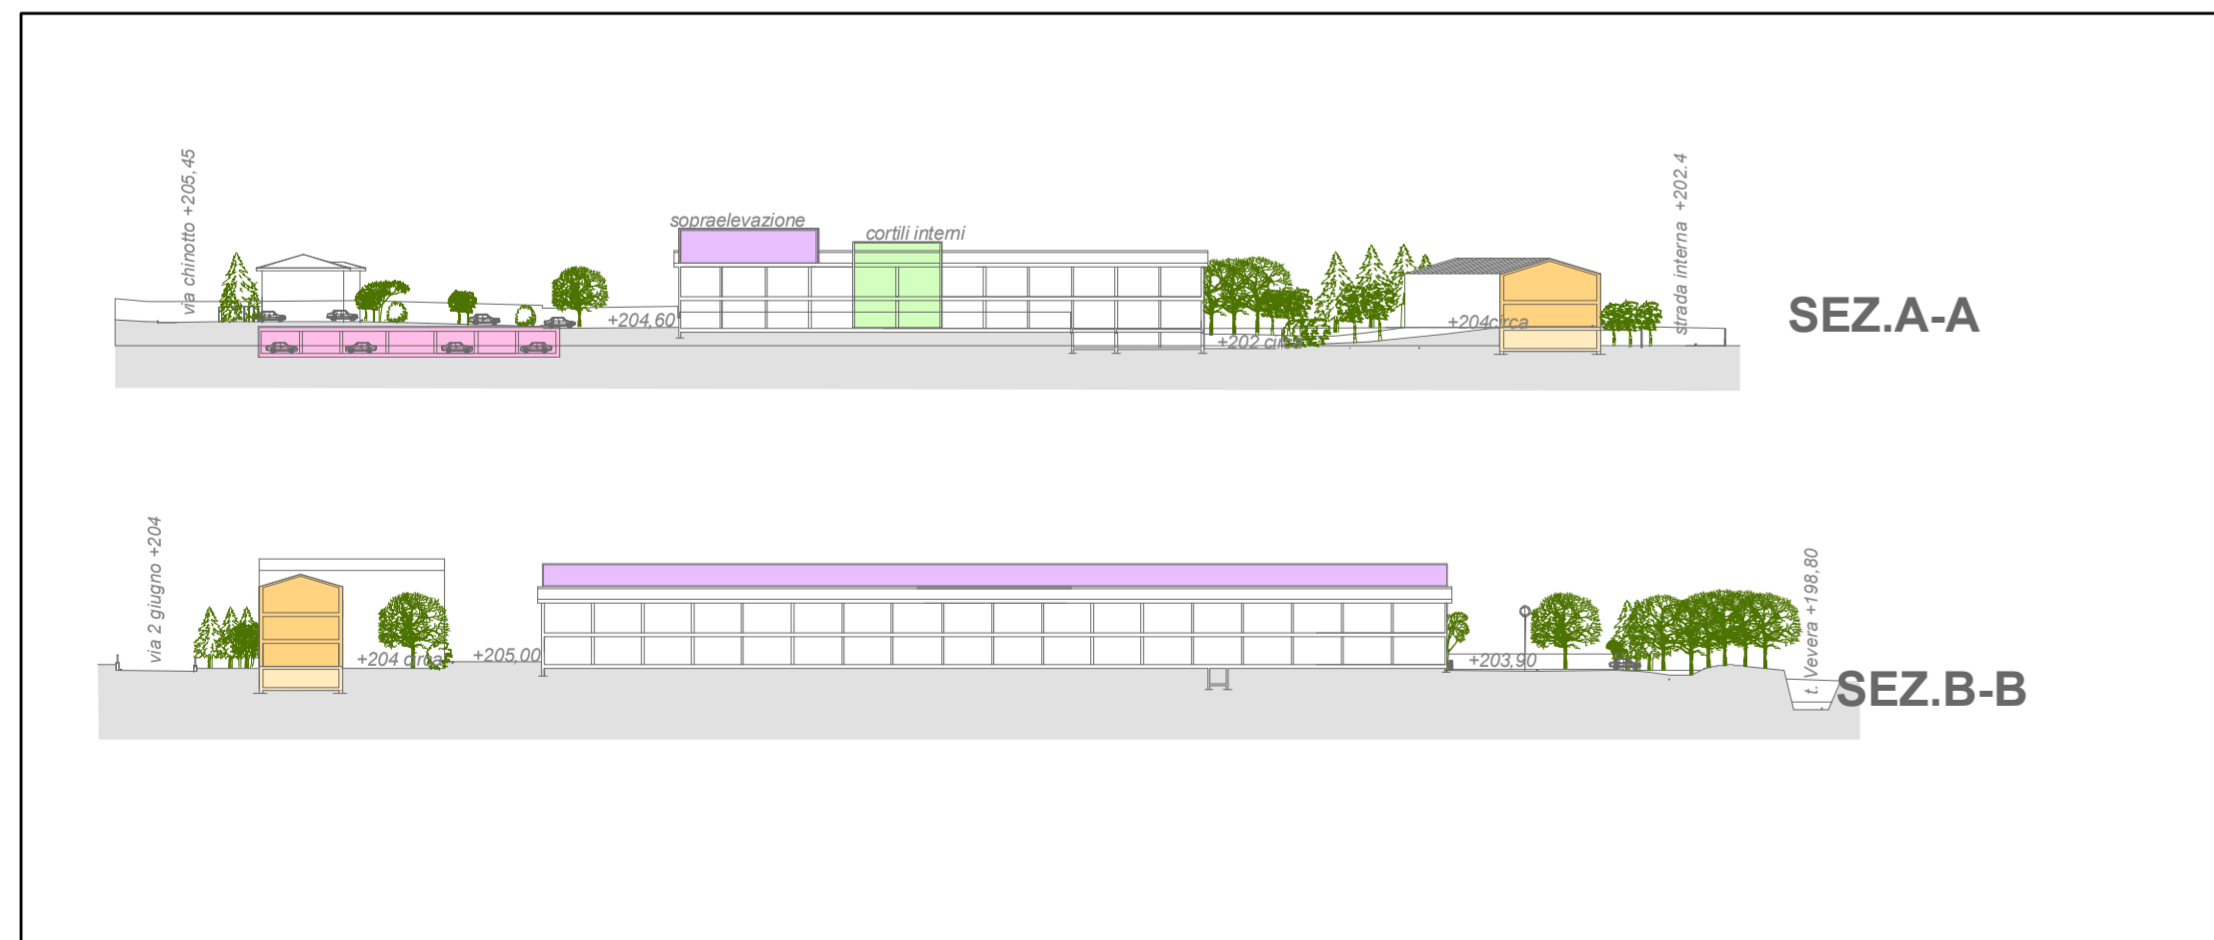 via chinotto +205,45
sopraelevazione
cortili interni
strada interna +202.4
+204,60
+204circa
+202 circa
SEZ.A-A
via 2 giugno +204
+204 circa
+205,00
+203,90
t. Vevera +198,80
SEZ.B-B